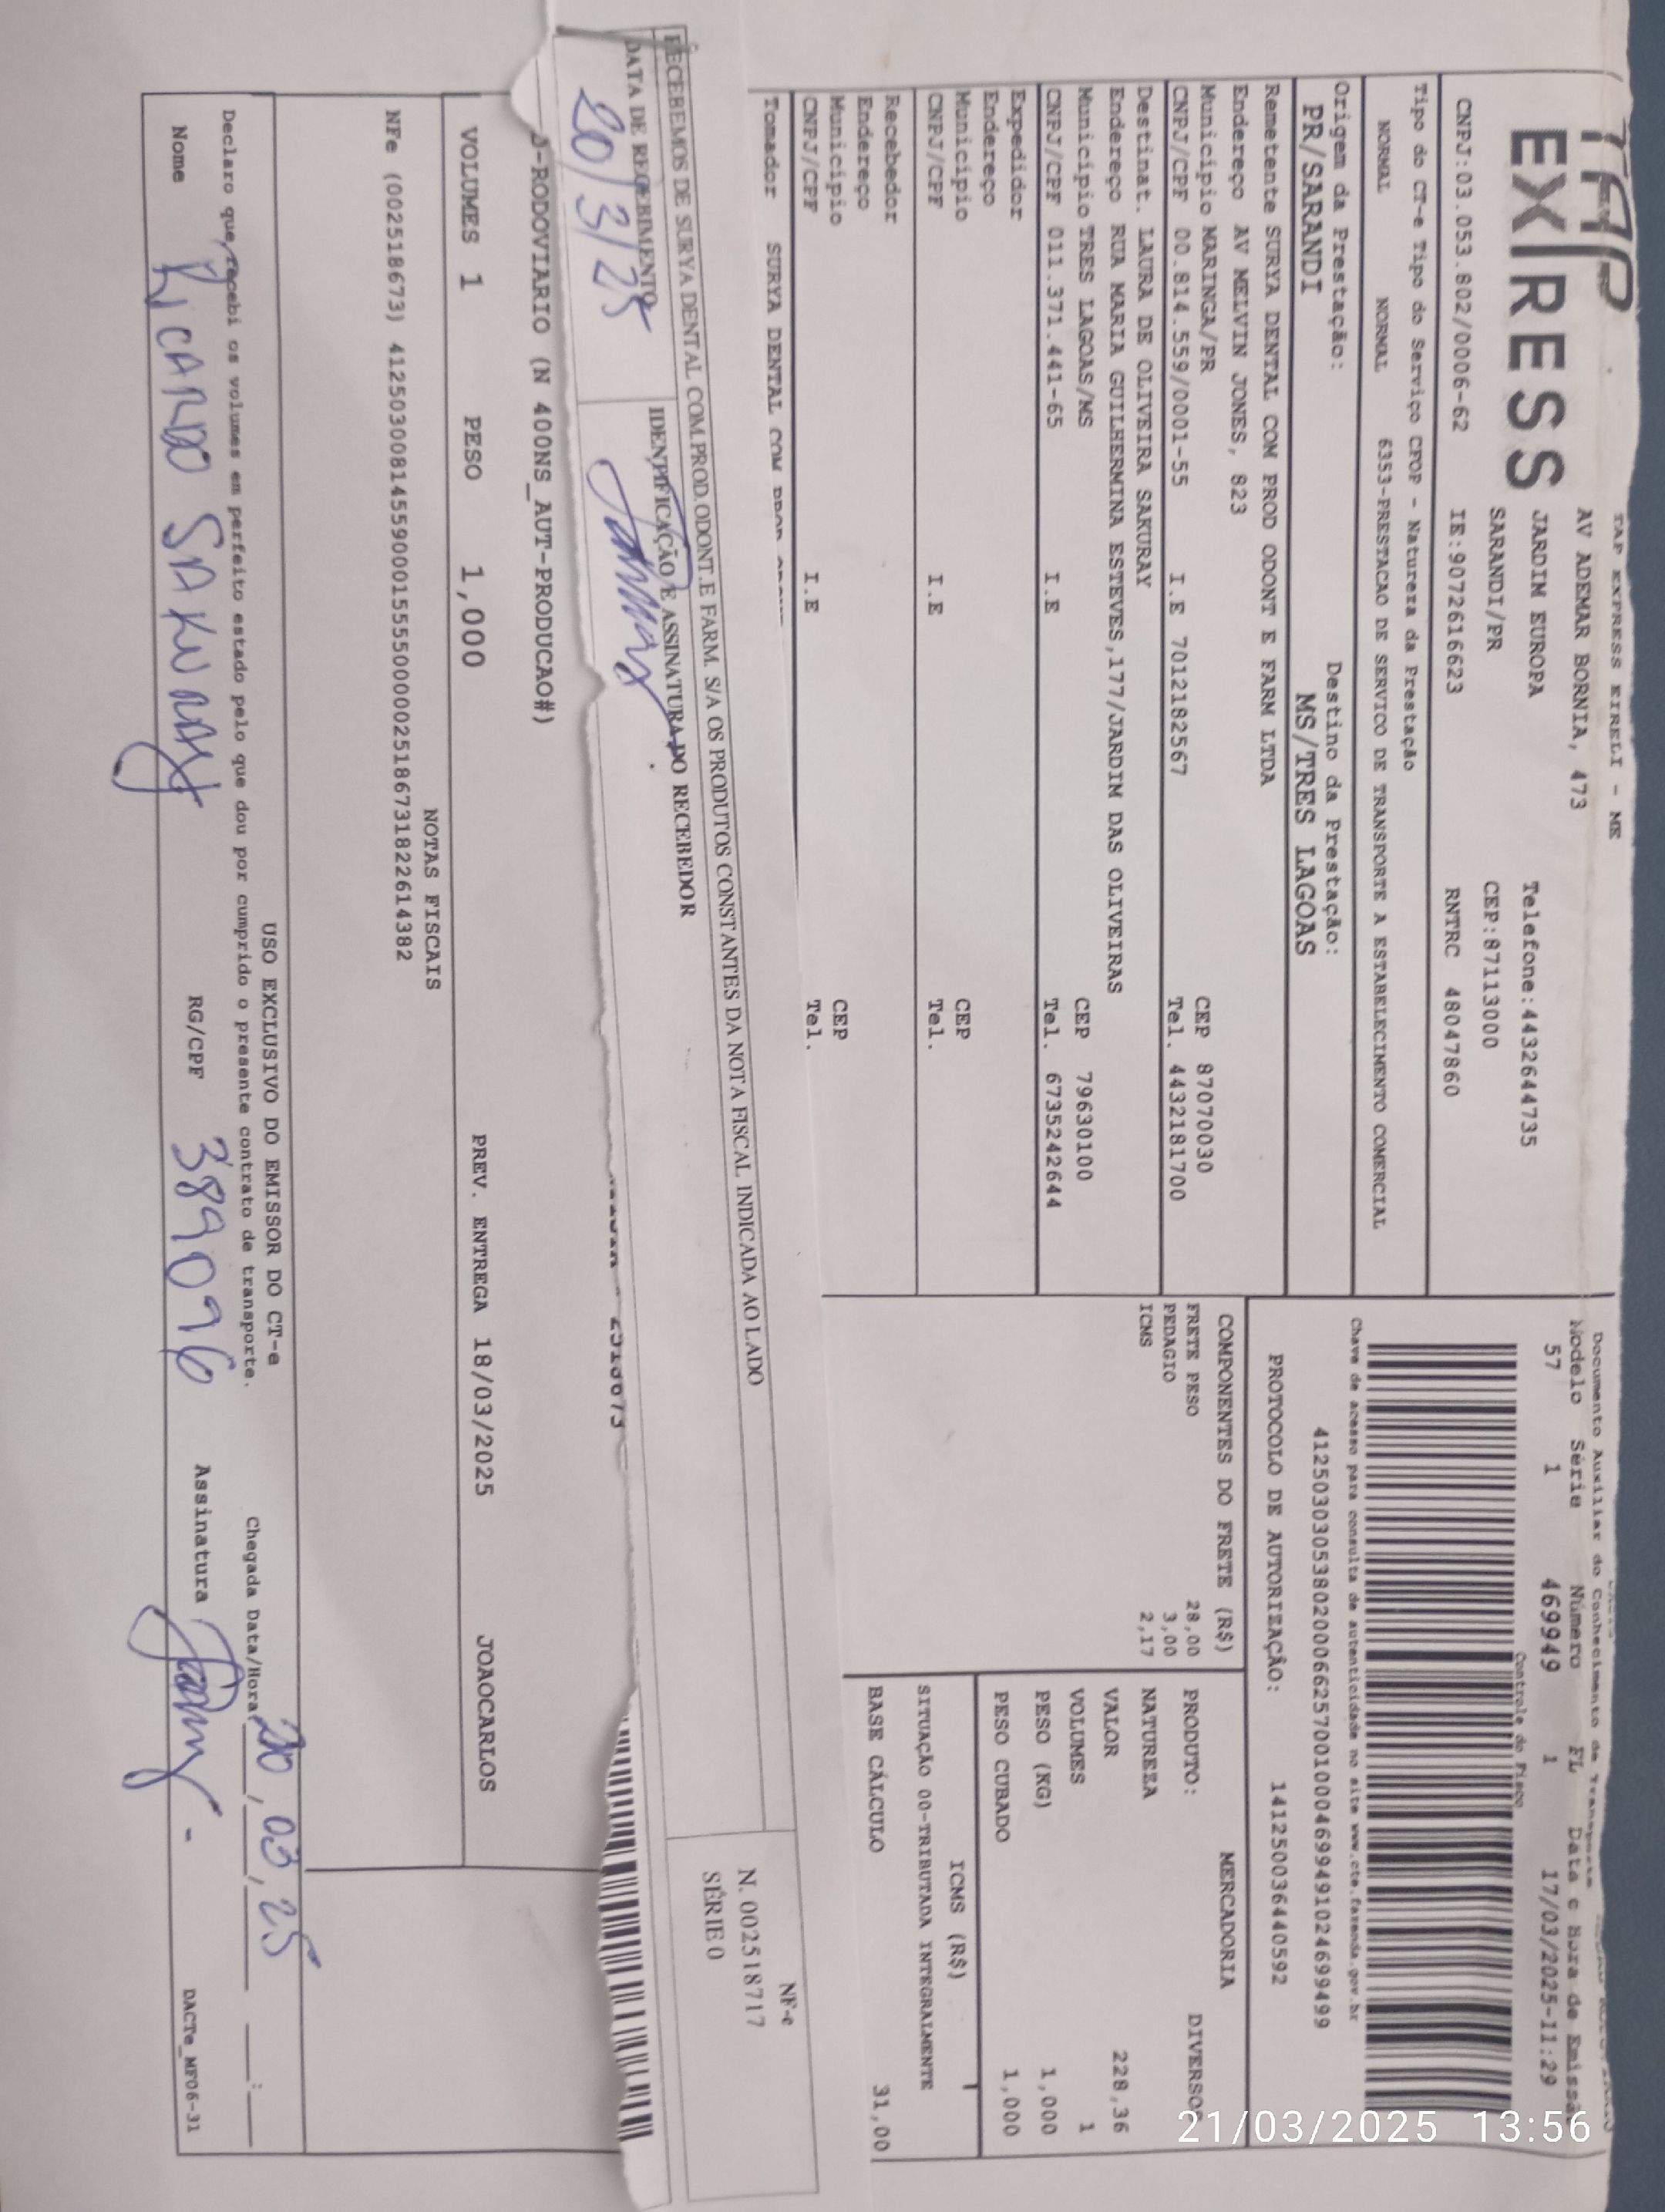 TAP
EX RESS
TAP EXPRESS EIRELI - ME
AV ADEMAR BORNIA, 473
JARDIM EUROPA
Telefone:4432644735
SARANDI/PR
CEP:87113000
CNPJ:03.053.802/0006-62
IE:9072616623
RNTRC 48047860
Tipo do CT-e Tipo do Serviço CFOP - Natureza da Prestação
NORMAL NORMAL 6353-PRESTACAO DE SERVICO DE TRANSPORTE A ESTABELECIMENTO COMERCIAL
Origem da Prestação: Destino da Prestação:
PR/SARANDI MS/TRES LAGOAS
Remetente SURYA DENTAL COM PROD ODONT E FARM LTDA
Endereço AV MELVIN JONES, 823
Município MARINGA/PR CEP 87070030
CNPJ/CPF 00.814.559/0001-55 I.E 7012182567 Tel. 4432181700
Destinat. LAURA DE OLIVEIRA SAKURAY
Endereço RUA MARIA GUILHERMINA ESTEVES,177/JARDIM DAS OLIVEIRAS
Município TRES LAGOAS/MS CEP 79630100
CNPJ/CPF 011.371.441-65 I.E Tel. 6735242644
Expedidor
Endereço
Município CEP
CNPJ/CPF I.E Tel.
Recebedor
Endereço
Município CEP
CNPJ/CPF I.E Tel.
Tomador SURYA DENTAL COM PROD
Documento Auxiliar do Conhecimento de Transporte
Modelo Série Número FL Data e Hora de Emissã
57 1 469949 1 17/03/2025-11:29
Controle do Fisco
Chave de acesso para consulta de autenticidade no site www.cte.fazenda.gov.br
41250303053802000662570010004699491024699499
PROTOCOLO DE AUTORIZAÇÃO: 141250036440592
COMPONENTES DO FRETE (R$)
FRETE PESO 28,00
PEDAGIO 3,00
ICMS 2,17
MERCADORIA
PRODUTO: DIVERSOS
NATUREZA
VALOR 228,36
VOLUMES 1
PESO (KG) 1,000
PESO CUBADO 1,000
ICMS (R$)
SITUAÇÃO 00-TRIBUTADA INTEGRALMENTE
BASE CÁLCULO 31,00
RECEBEMOS DE SURYA DENTAL COM.PROD.ODONT.E FARM. S/A OS PRODUTOS CONSTANTES DA NOTA FISCAL INDICADA AO LADO
DATA DE RECEBIMENTO IDENTIFICAÇÃO E ASSINATURA DO RECEBEDOR
20/3/25
NF-e
N. 002518717
SÉRIE 0
-RODOVIARIO (N 400NS_AUT-PRODUCAO#)
VOLUMES 1 PESO 1,000 PREV. ENTREGA 18/03/2025 JOAOCARLOS
NOTAS FISCAIS
NFe (002518673) 41250300814559000155550000025186731822614382
USO EXCLUSIVO DO EMISSOR DO CT-e
Declaro que recebi os volumes em perfeito estado pelo que dou por cumprido o presente contrato de transporte.
Chegada Data/Hora 20,03,25 __:__
Nome RICARDO SAKURAY RG/CPF 389096 Assinatura
DACTe_MF06-31
21/03/2025 13:56